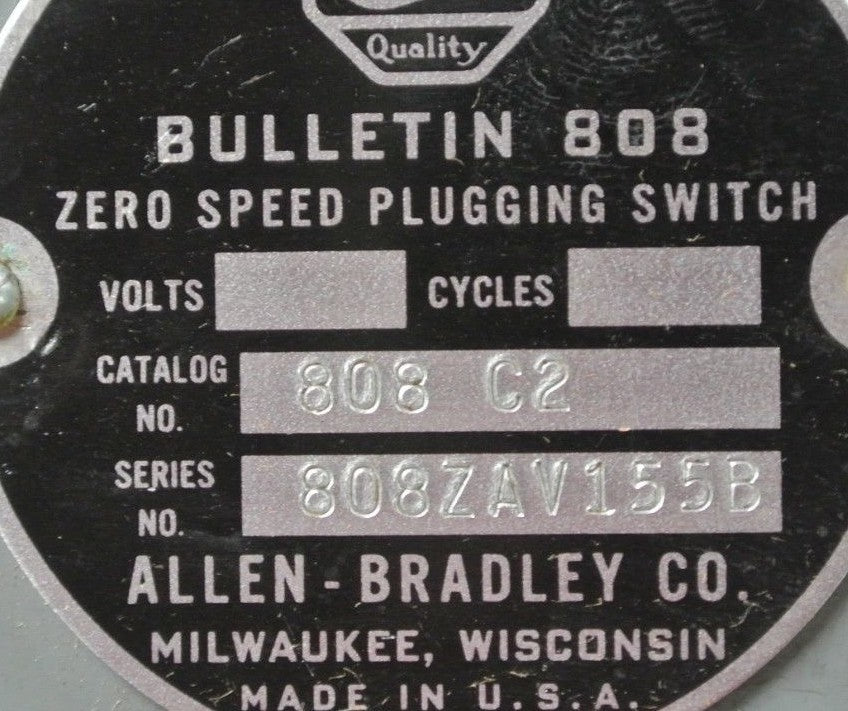 Quality
BULLETIN 808
ZERO SPEED PLUGGING SWITCH
VOLTS CYCLES
CATALOG NO. 808 C2
SERIES NO. 808ZAV155B
ALLEN-BRADLEY CO.
MILWAUKEE, WISCONSIN
MADE IN U.S.A.